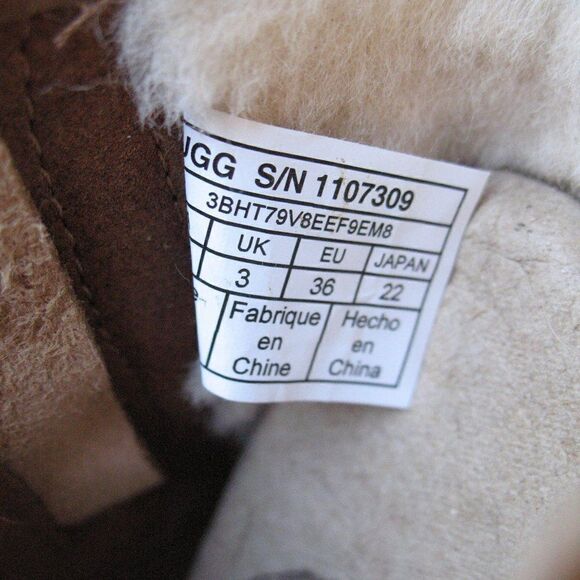 UGG S/N 1107309
3BHT79V8EEF9EM8
UK EU JAPAN
3 36 22
Fabrique en Chine
Hecho en China